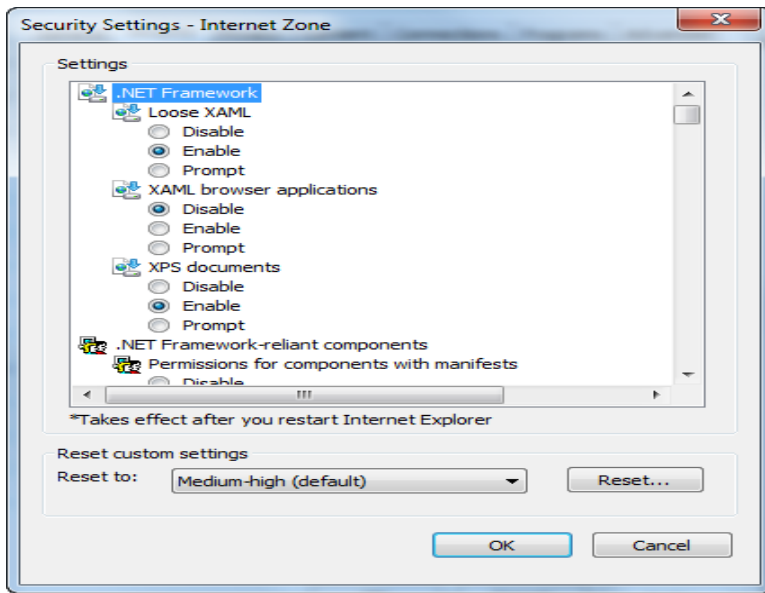 Security Settings - Internet Zone
Settings
.NET Framework
Loose XAML
Disable
Enable
Prompt
XAML browser applications
Disable
Enable
Prompt
XPS documents
Disable
Enable
Prompt
.NET Framework-reliant components
Permissions for components with manifests
Disable
*Takes effect after you restart Internet Explorer
Reset custom settings
Reset to: Medium-high (default) Reset...
OK Cancel